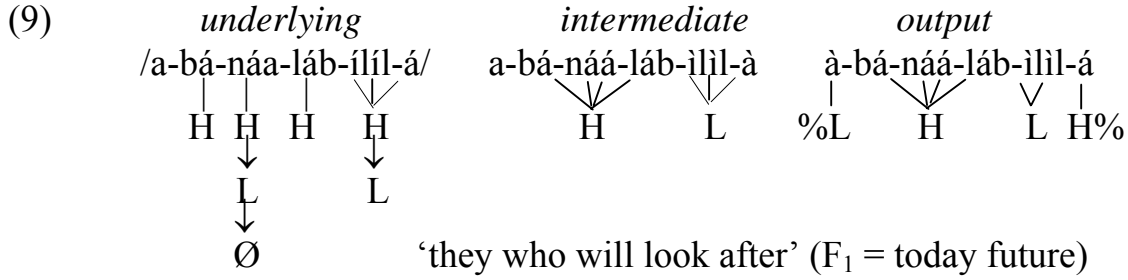 (9) underlying intermediate output
/a-bá-náa-láb-ílíl-á/ a-bá-náá-láb-ìlìl-à à-bá-náá-láb-ìlìl-á
H H H H H L %L H L H%
L L
Ø ‘they who will look after’ (F₁ = today future)